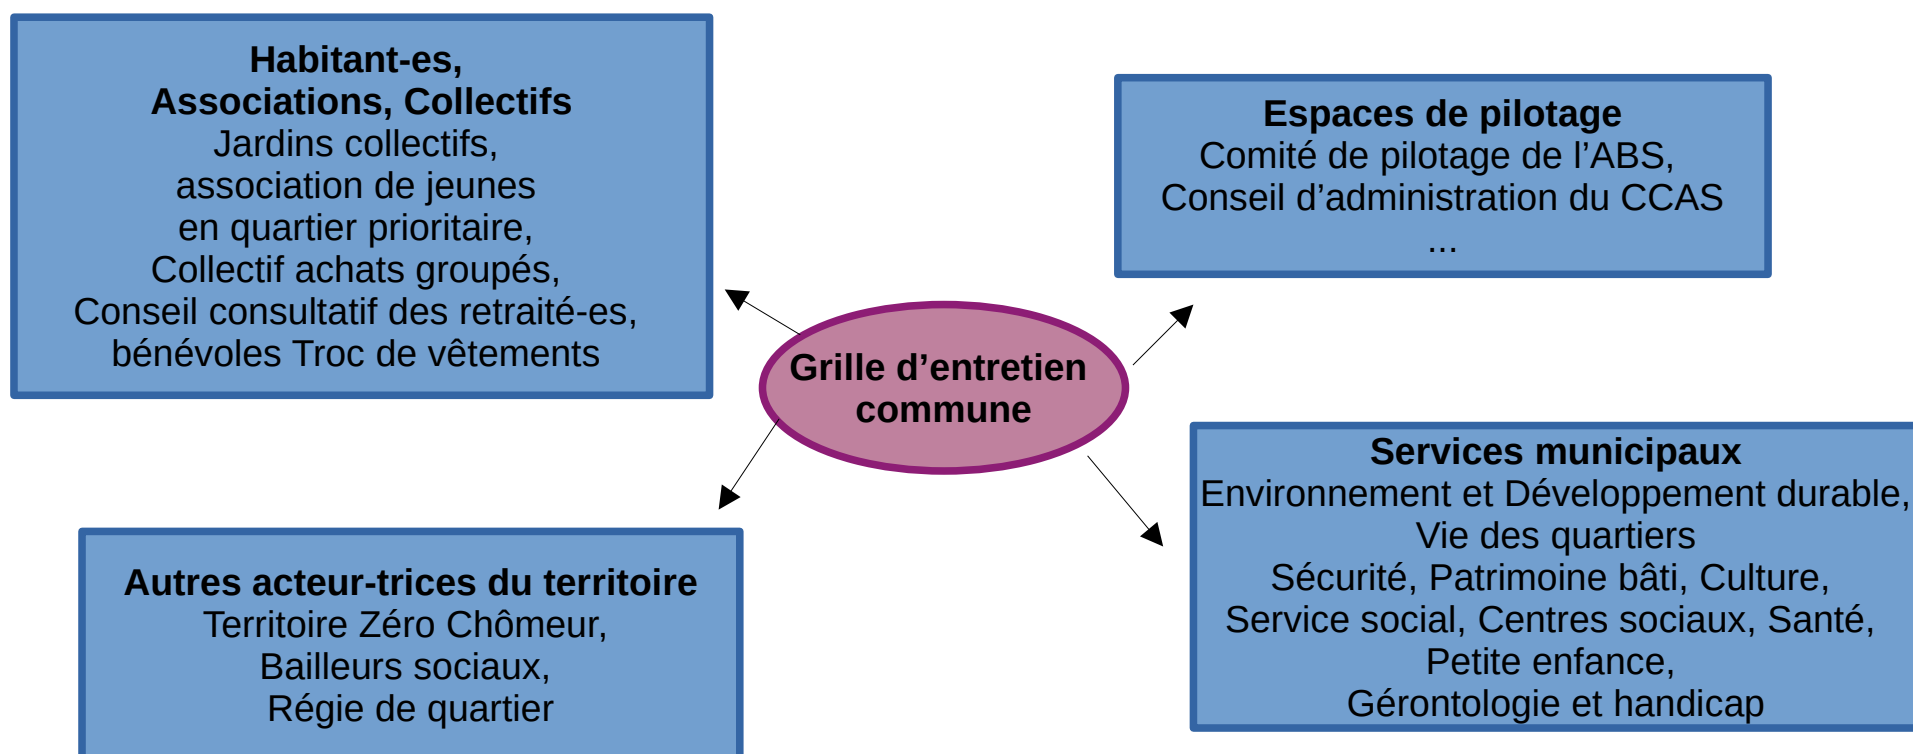 Habitant-es,
Associations, Collectifs
Jardins collectifs,
association de jeunes
en quartier prioritaire,
Collectif achats groupés,
Conseil consultatif des retraité-es,
bénévoles Troc de vêtements
Espaces de pilotage
Comité de pilotage de l’ABS,
Conseil d’administration du CCAS
...
Grille d’entretien
commune
Autres acteur-trices du territoire
Territoire Zéro Chômeur,
Bailleurs sociaux,
Régie de quartier
Services municipaux
Environnement et Développement durable,
Vie des quartiers
Sécurité, Patrimoine bâti, Culture,
Service social, Centres sociaux, Santé,
Petite enfance,
Gérontologie et handicap